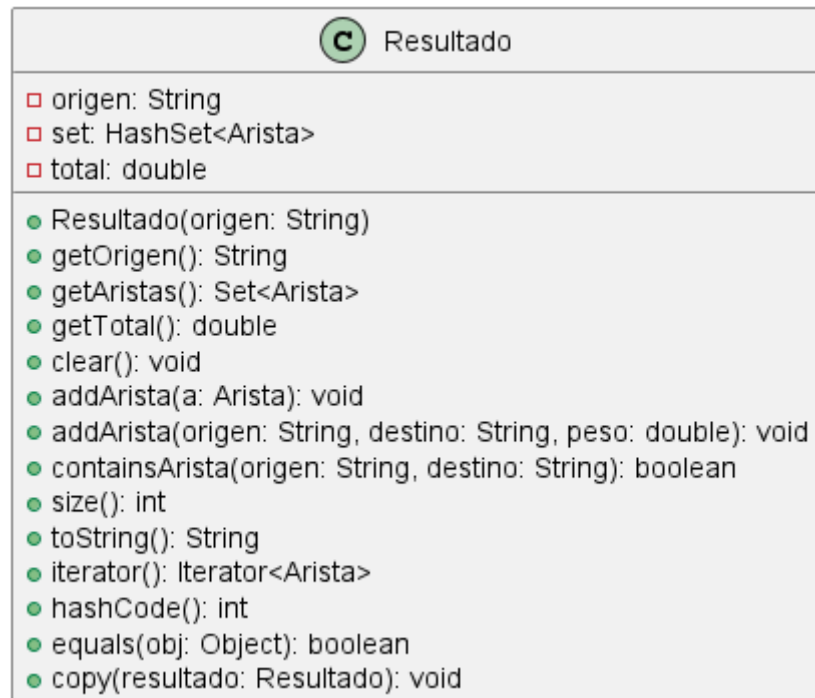 C Resultado
origen: String
set: HashSet<Arista>
total: double
Resultado(origen: String)
getOrigen(): String
getAristas(): Set<Arista>
getTotal(): double
clear(): void
addArista(a: Arista): void
addArista(origen: String, destino: String, peso: double): void
containsArista(origen: String, destino: String): boolean
size(): int
toString(): String
iterator(): Iterator<Arista>
hashCode(): int
equals(obj: Object): boolean
copy(resultado: Resultado): void